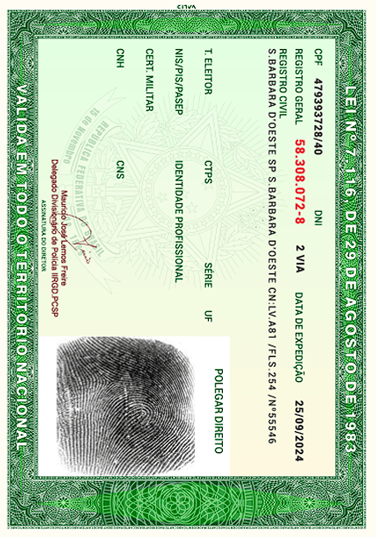 LEI Nº 7.116, DE 29 DE AGOSTO DE 1983
CPF 479393728/40 DNI
REGISTRO GERAL 58.308.072-8 2 VIA DATA DE EXPEDIÇÃO 25/09/2024
REGISTRO CIVIL
S.BARBARA D'OESTE SP S.BARBARA D'OESTE CN:LV.A81 /FLS.254 /Nº55546
T. ELEITOR CTPS SÉRIE UF
POLEGAR DIREITO
NIS/PIS/PASEP IDENTIDADE PROFISSIONAL
CERT. MILITAR
CNH CNS
Maurício José Lemos Freire
Delegado Divisionário de Polícia IIRGD.PCSP
ASSINATURA DO DIRETOR
VÁLIDA EM TODO O TERRITÓRIO NACIONAL